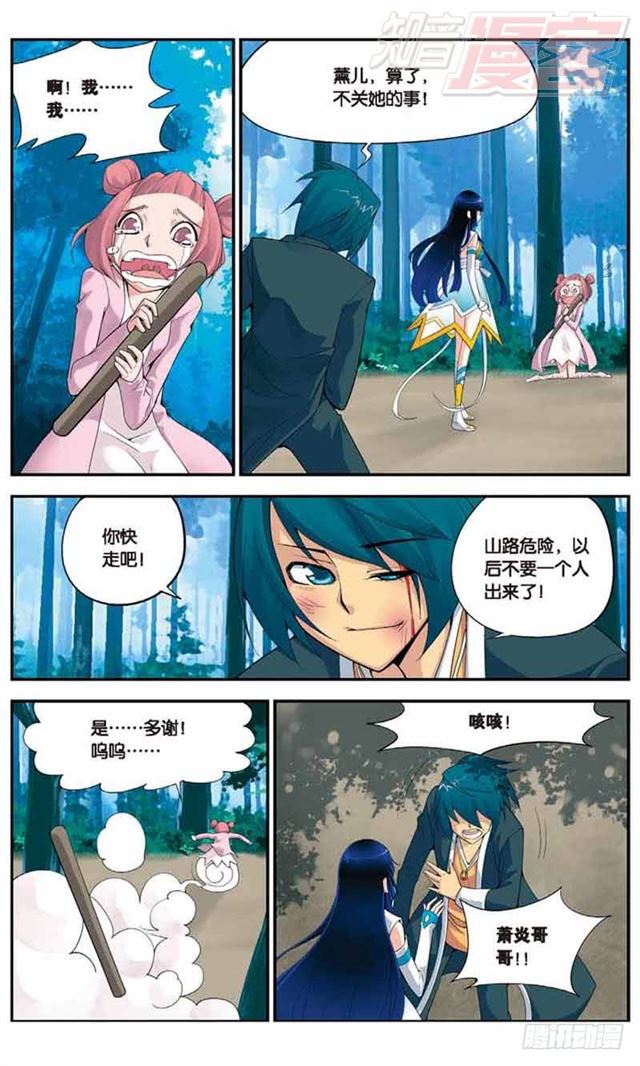 知音漫客
啊！我……
我……
薰儿，算了，
不关她的事！
你快
走吧！
山路危险，以
后不要一个人
出来了！
是……多谢！
呜呜……
咳咳！
萧炎哥
哥！！
腾讯动漫